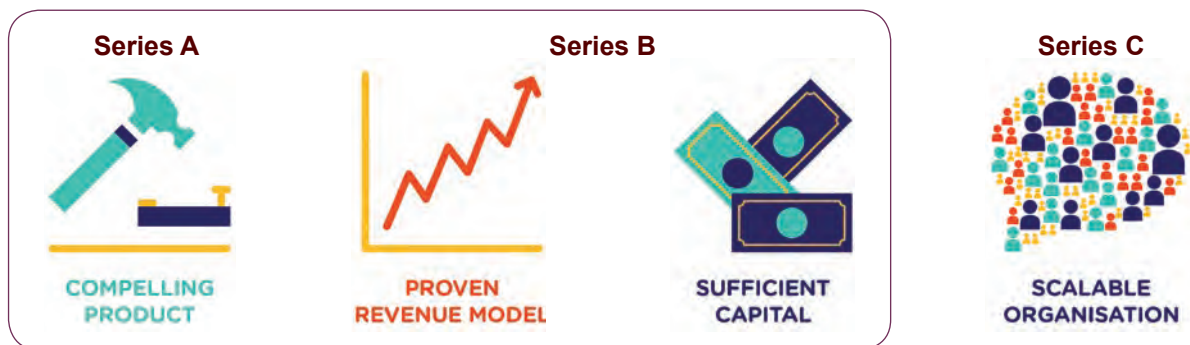 Series A
Series B
Series C
COMPELLING
PRODUCT
PROVEN
REVENUE MODEL
SUFFICIENT
CAPITAL
SCALABLE
ORGANISATION